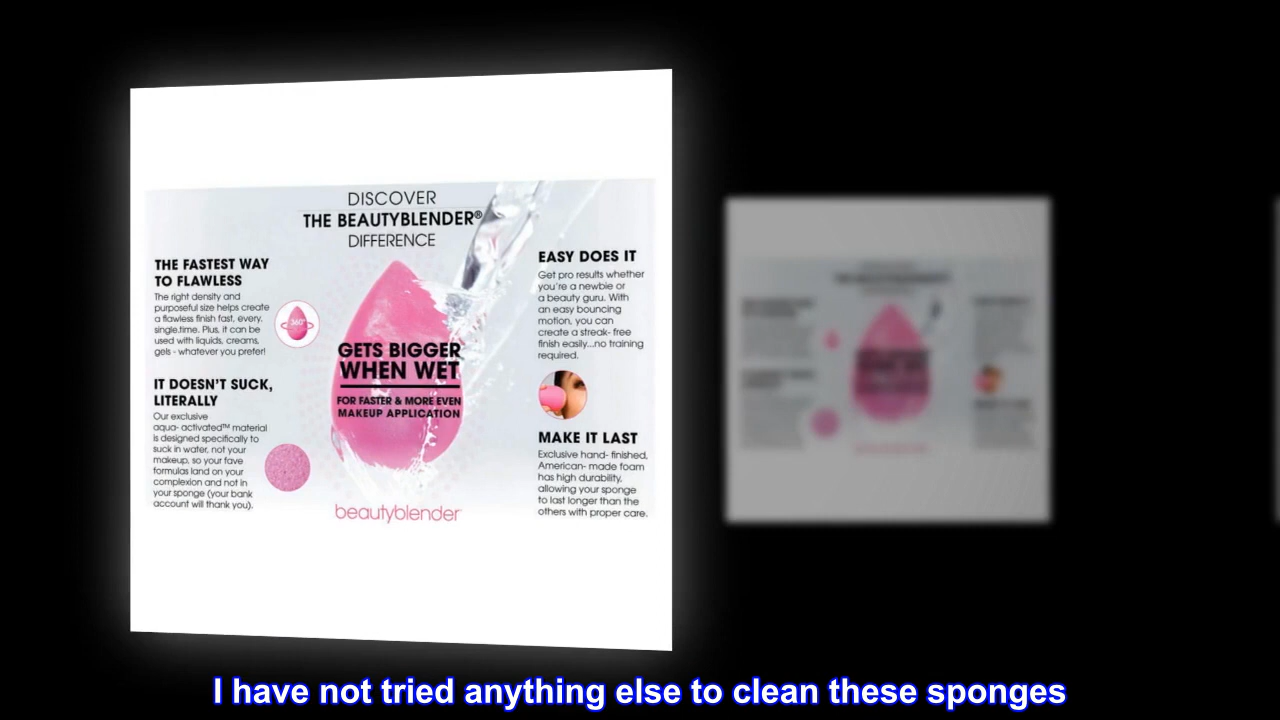 DISCOVER
THE BEAUTYBLENDER®
DIFFERENCE
THE FASTEST WAY
TO FLAWLESS
The right density and
purposeful size helps create
a flawless finish fast, every,
single.time. Plus, it can be
used with liquids, creams,
gels - whatever you prefer!
360°
IT DOESN'T SUCK,
LITERALLY
Our exclusive
aqua- activated™ material
is designed specifically to
suck in water, not your
makeup, so your fave
formulas land on your
complexion and not in
your sponge (your bank
account will thank you).
GETS BIGGER
WHEN WET
FOR FASTER & MORE EVEN
MAKEUP APPLICATION
beautyblender
EASY DOES IT
Get pro results whether
you're a newbie or
a beauty guru. With
an easy bouncing
motion, you can
create a streak- free
finish easily...no training
required.
MAKE IT LAST
Exclusive hand- finished,
American- made foam
has high durability,
allowing your sponge
to last longer than the
others with proper care.
I have not tried anything else to clean these sponges